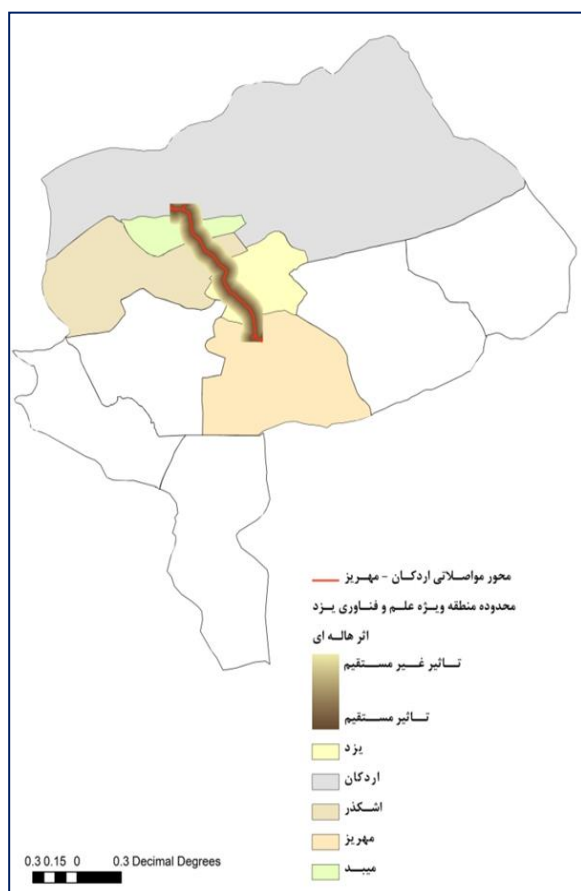 محور مواصلاتی اردکان - مهریز
محدوده منطقه ویژه علم و فناوری یزد
اثر هاله ای
تاثیر غیر مستقیم
تاثیر مستقیم
یزد
اردکان
اشکذر
مهریز
میبد
0.3 0.15 0 0.3 Decimal Degrees